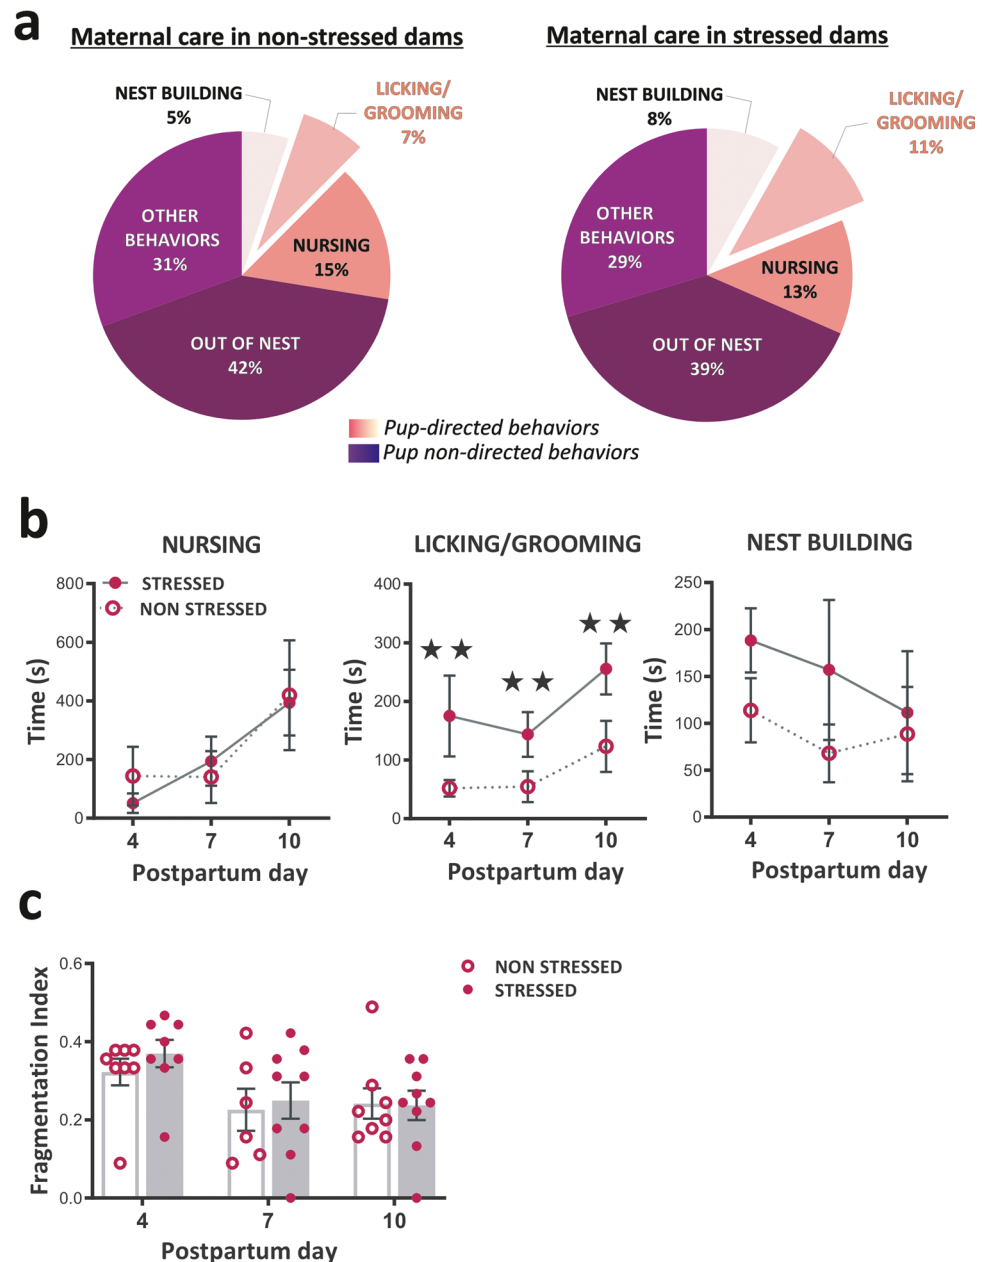 a
Maternal care in non-stressed dams
Maternal care in stressed dams
NEST BUILDING
5%
LICKING/
GROOMING
7%
OTHER
BEHAVIORS
31%
NURSING
15%
OUT OF NEST
42%
NEST BUILDING
8%
LICKING/
GROOMING
11%
OTHER
BEHAVIORS
29%
NURSING
13%
OUT OF NEST
39%
Pup-directed behaviors
Pup non-directed behaviors
b
NURSING
STRESSED
NON STRESSED
Time (s)
800
600
400
200
0
4 7 10
Postpartum day
LICKING/GROOMING
★ ★
★ ★
★ ★
Time (s)
400
300
200
100
0
4 7 10
Postpartum day
NEST BUILDING
Time (s)
250
200
150
100
50
0
4 7 10
Postpartum day
c
NON STRESSED
STRESSED
Fragmentation Index
0.6
0.4
0.2
0.0
4 7 10
Postpartum day